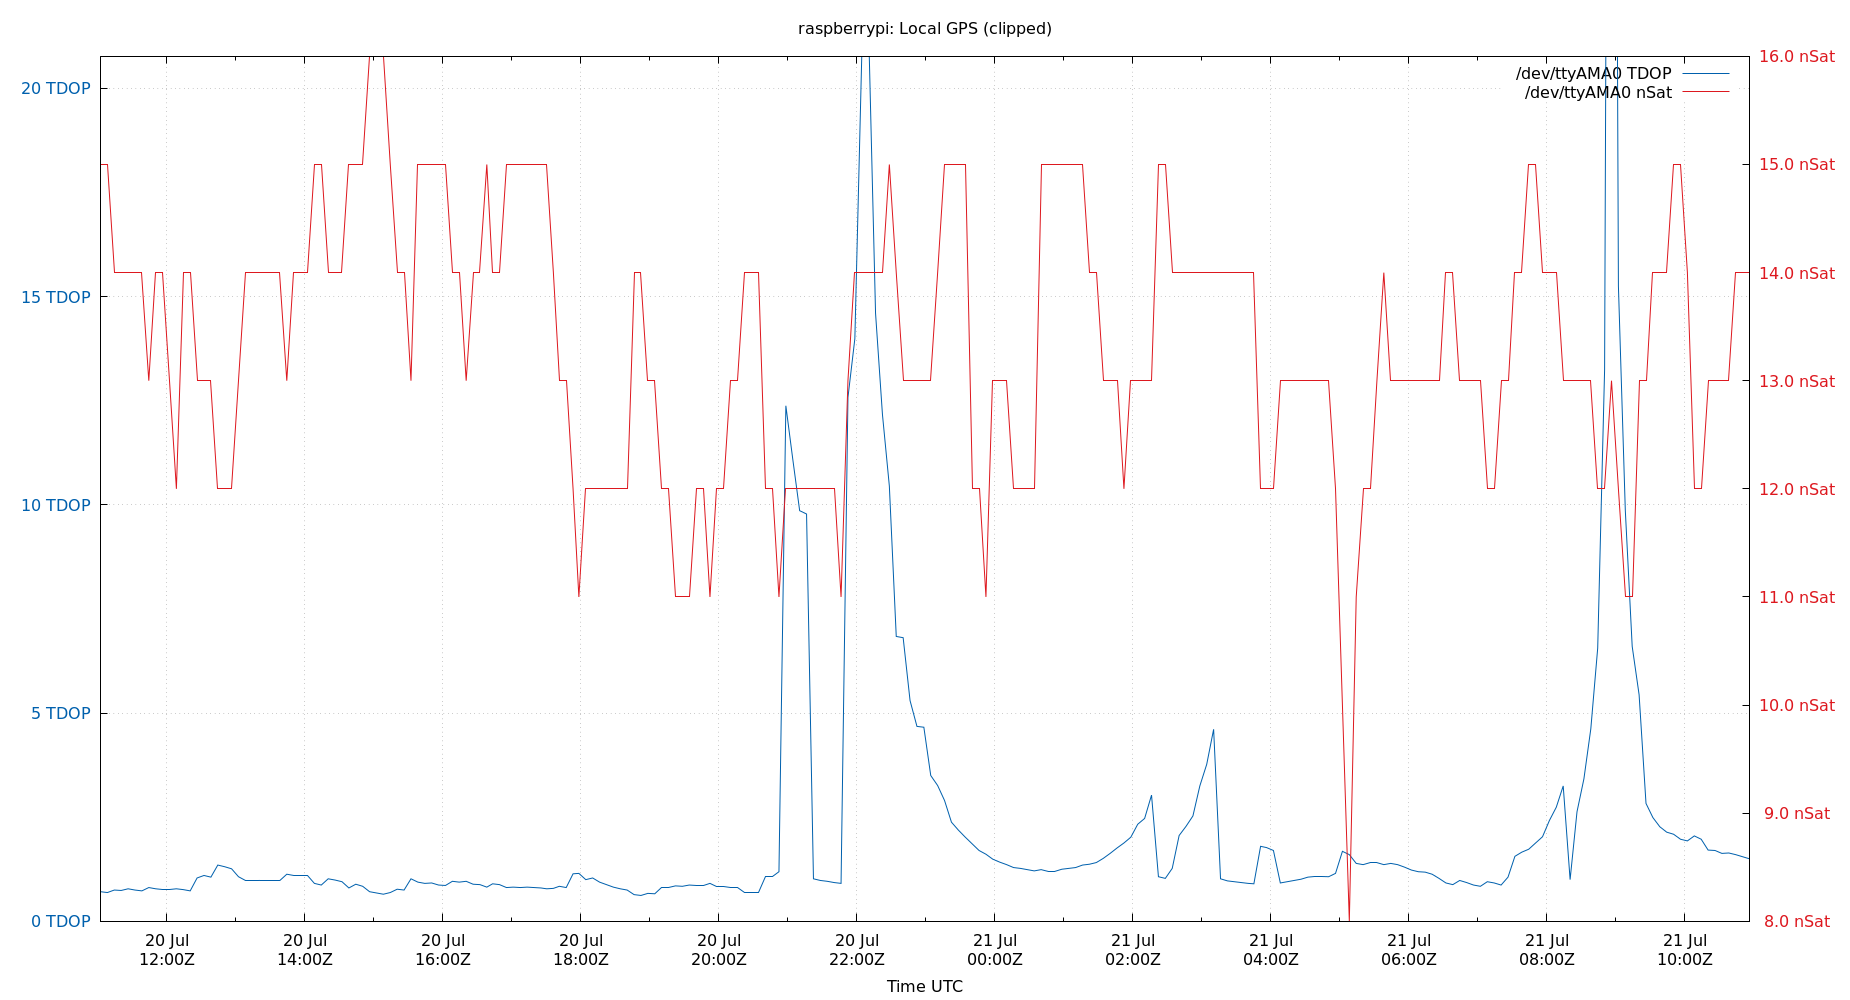 raspberrypi: Local GPS (clipped)
16.0 nSat
/dev/ttyAMA0 TDOP
20 TDOP
/dev/ttyAMA0 nSat
15.0 nSat
14.0 nSat
15 TDOP
13.0 nSat
12.0 nSat
10 TDOP
11.0 nSat
10.0 nSat
5 TDOP
9.0 nSat
0 TDOP
8.0 nSat
20 Jul 20 Jul 20 Jul 20 Jul 20 Jul 20 Jul 21 Jul 21 Jul 21 Jul 21 Jul 21 Jul 21 Jul
12:00Z 14:00Z 16:00Z 18:00Z 20:00Z 22:00Z 00:00Z 02:00Z 04:00Z 06:00Z 08:00Z 10:00Z
Time UTC